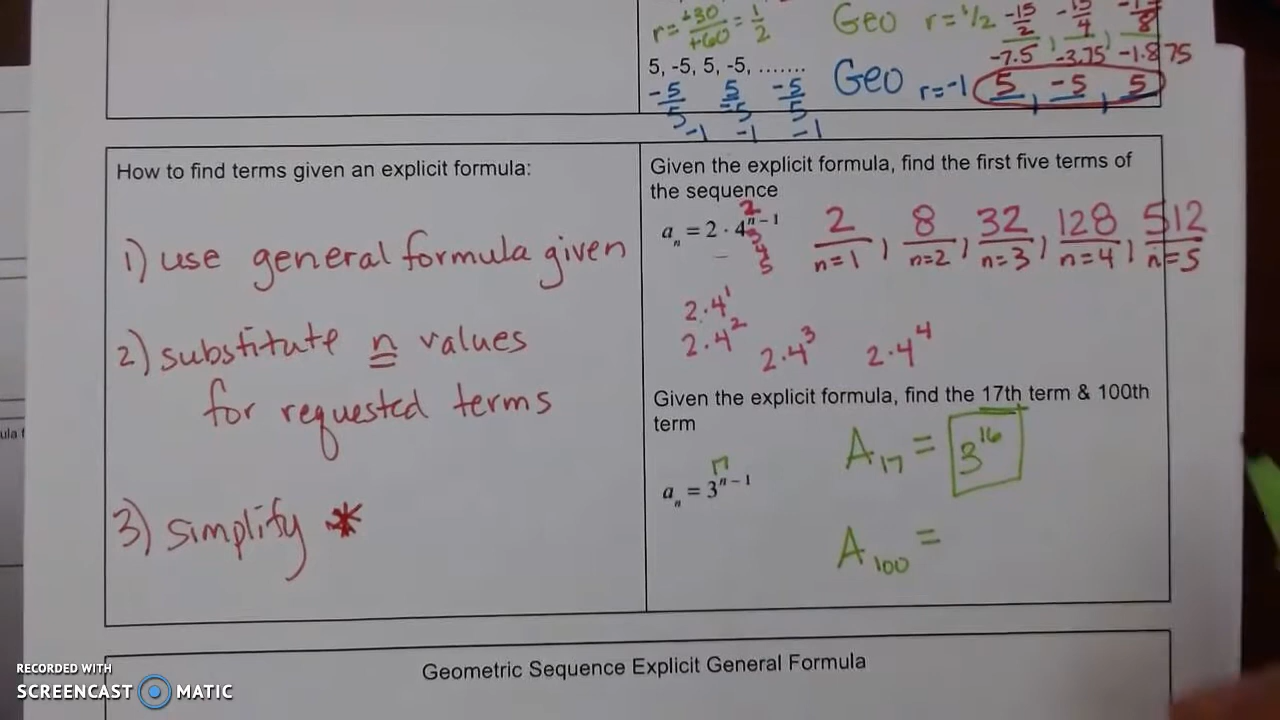 r = +30/+60 = 1/2
Geo r = 1/2 -15/2 , -15/4 ,
-7.5 -3.75 -1.875
5, -5, 5, -5, .......
Geo r = -1 5 , -5 , 5
-5/5 5/-5 -5/5
-1 -1 -1
How to find terms given an explicit formula:
1) use general formula given
2) substitute n values
for requested terms
3) simplify *
Given the explicit formula, find the first five terms of
the sequence
aₙ = 2 · 4ⁿ⁻¹
2
3
4
5
2 , 8 , 32 , 128 , 512
n=1 n=2 n=3 n=4 n=5
2·4¹
2·4² 2·4³ 2·4⁴
Given the explicit formula, find the 17th term & 100th
term
A₁₇ = 3¹⁶
17
aₙ = 3ⁿ⁻¹
A₁₀₀ =
ula f
Geometric Sequence Explicit General Formula
RECORDED WITH
SCREENCAST MATIC